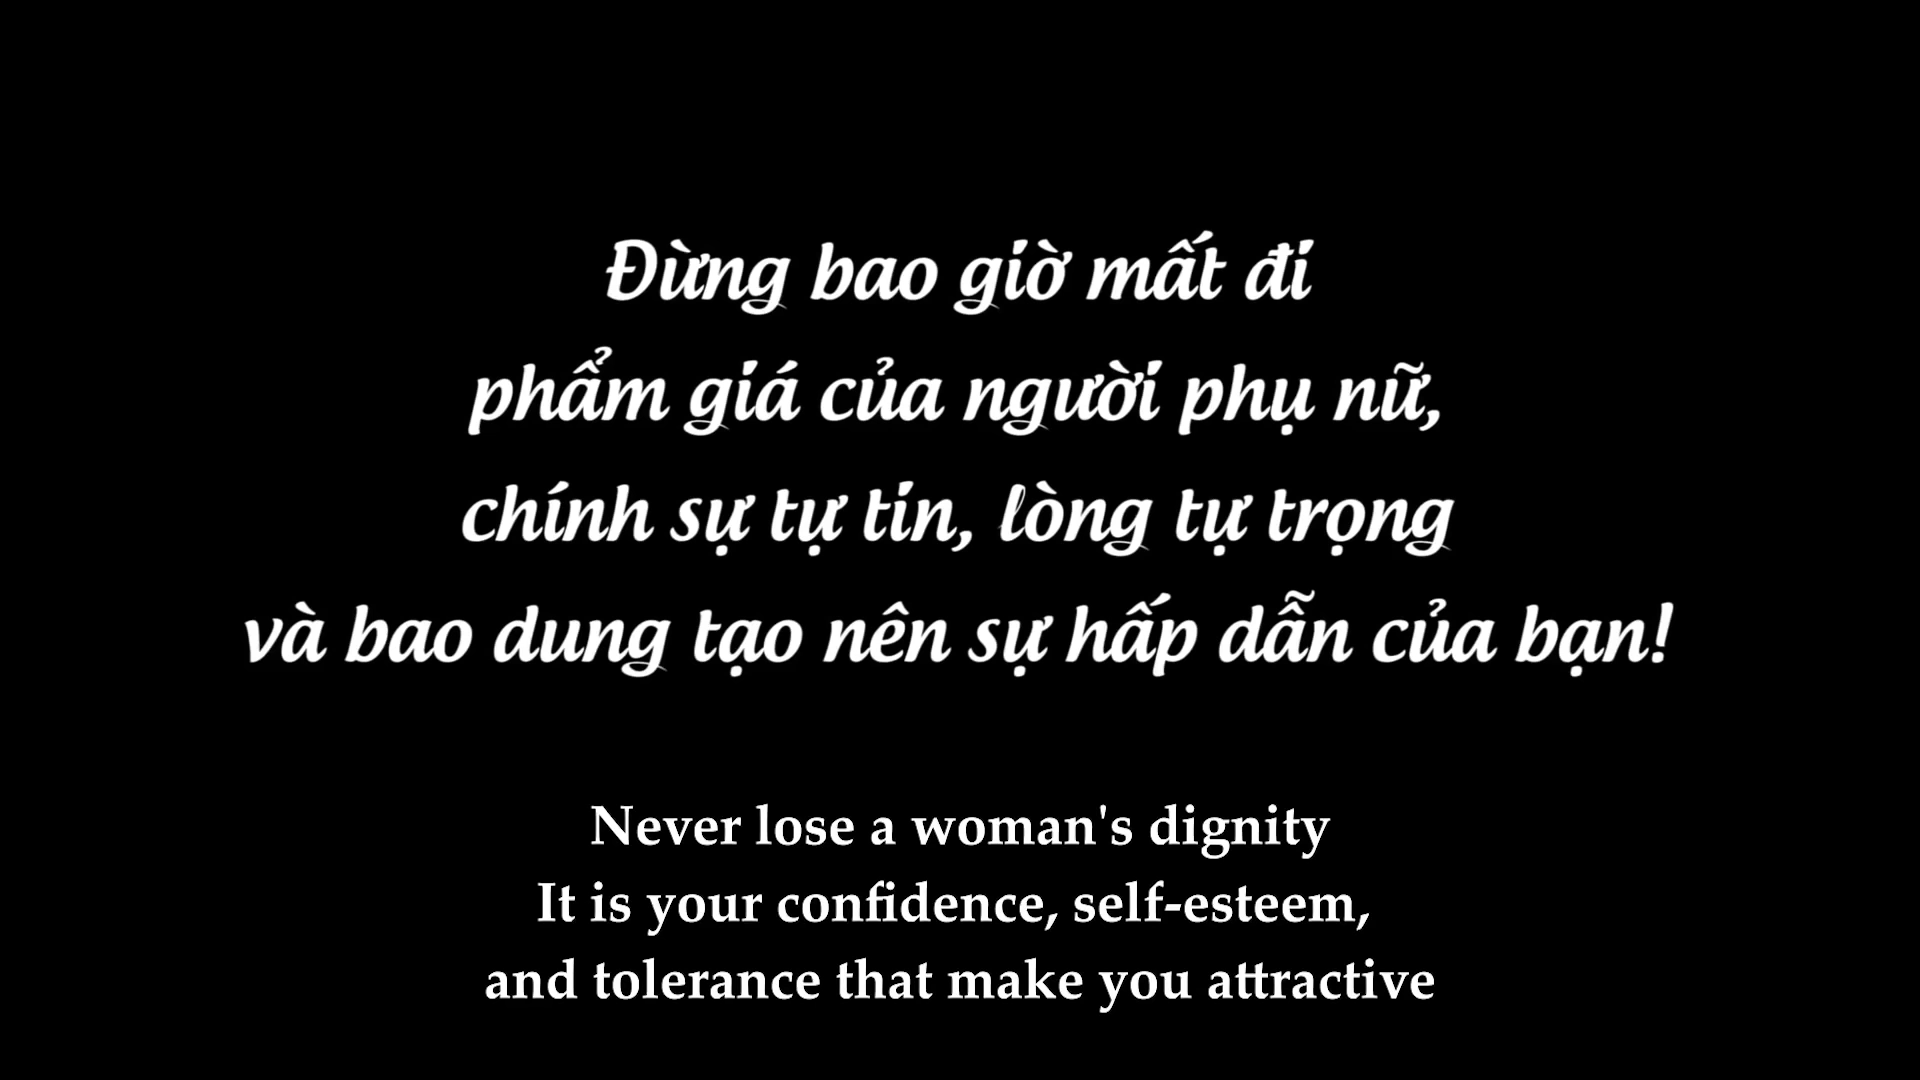 Đừng bao giờ mất đi
phẩm giá của người phụ nữ,
chính sự tự tin, lòng tự trọng
và bao dung tạo nên sự hấp dẫn của bạn!
Never lose a woman's dignity
It is your confidence, self-esteem,
and tolerance that make you attractive